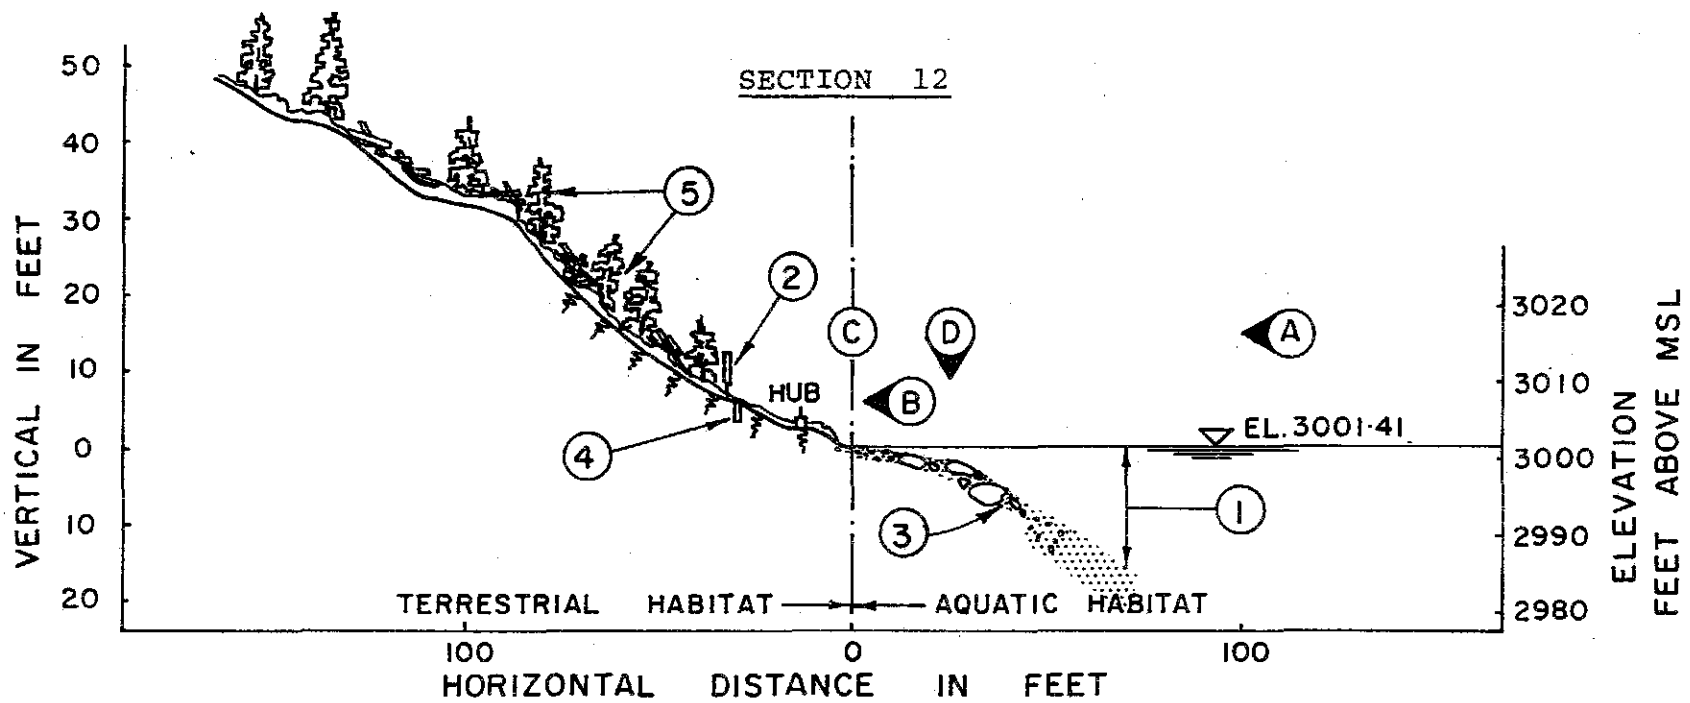 SECTION 12
50
40
30
20
10
0
10
20
VERTICAL IN FEET
5
2
C
D
A
B
HUB
4
3
1
EL. 3001·41
3020
3010
3000
2990
2980
ELEVATION
FEET ABOVE MSL
TERRESTRIAL HABITAT
AQUATIC HABITAT
100
0
100
HORIZONTAL DISTANCE IN FEET